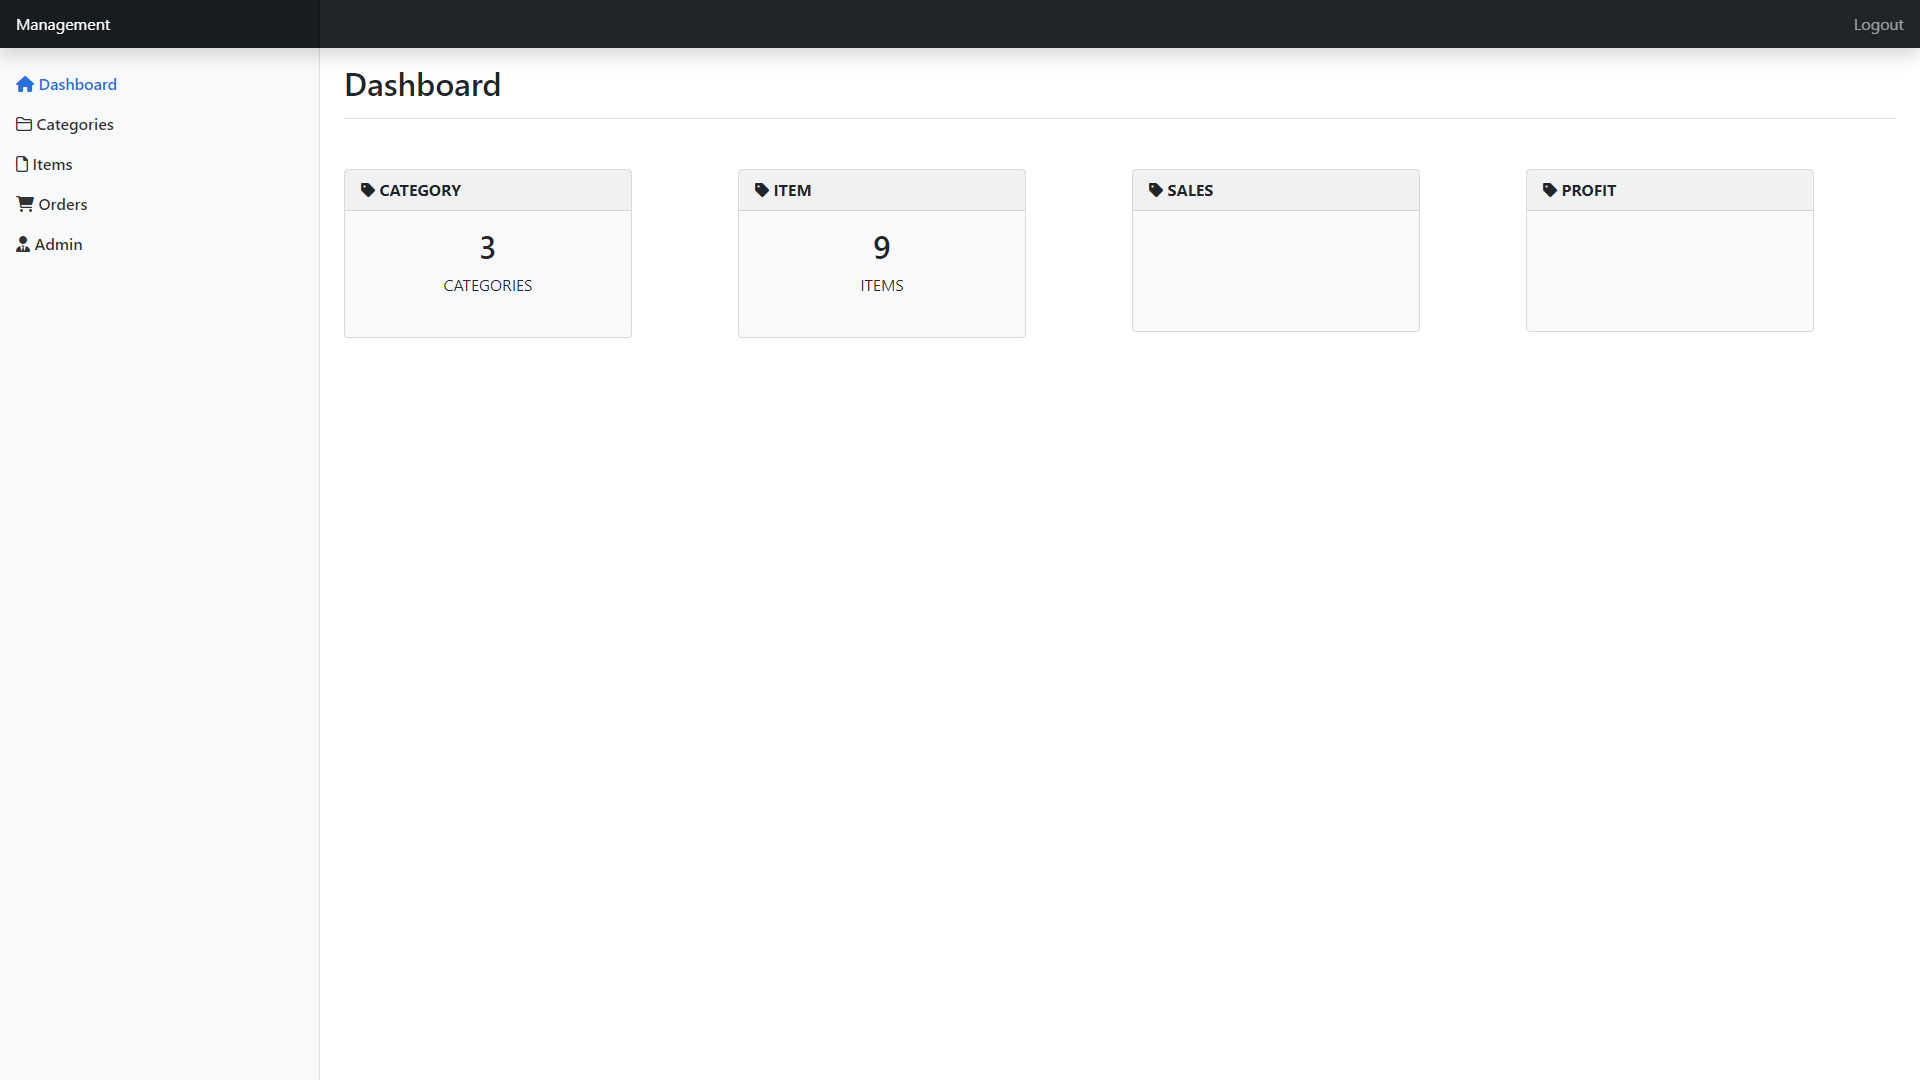 Management
Logout
Dashboard
Categories
Items
Orders
Admin
Dashboard
CATEGORY
3
CATEGORIES
ITEM
9
ITEMS
SALES
PROFIT